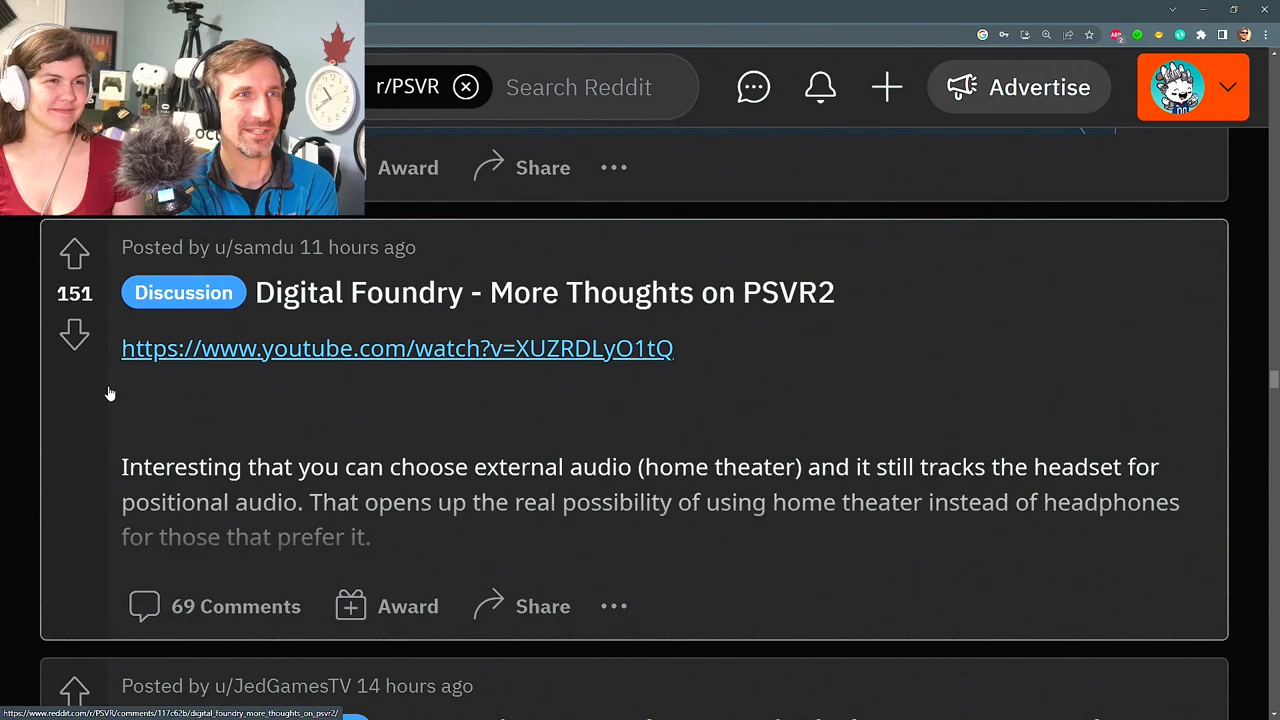 r/PSVR
Search Reddit
Advertise
Award
Share
Posted by u/samdu 11 hours ago
151
Discussion
Digital Foundry - More Thoughts on PSVR2
https://www.youtube.com/watch?v=XUZRDLyO1tQ
Interesting that you can choose external audio (home theater) and it still tracks the headset for
positional audio. That opens up the real possibility of using home theater instead of headphones
for those that prefer it.
69 Comments
Award
Share
Posted by u/JedGamesTV 14 hours ago
https://www.reddit.com/r/PSVR/comments/117c62b/digital_foundry_more_thoughts_on_psvr2/